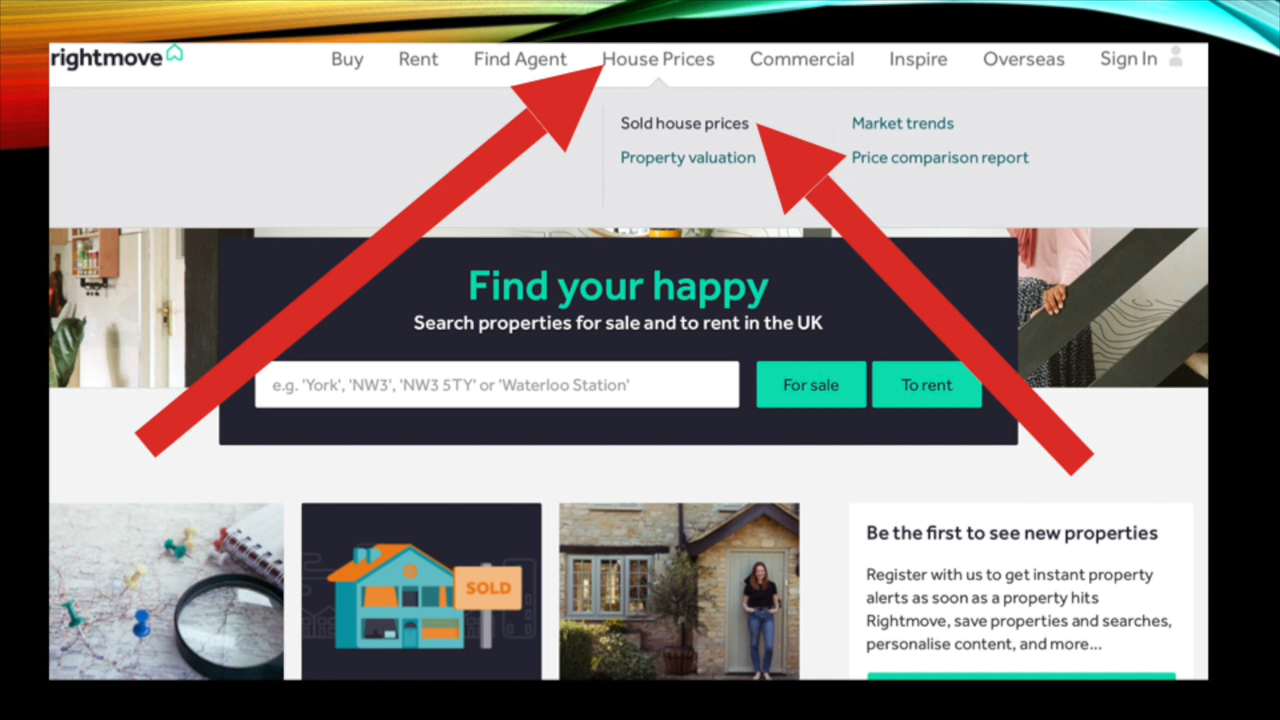 rightmove
Buy Rent Find Agent House Prices Commercial Inspire Overseas Sign In
Sold house prices Market trends
Property valuation Price comparison report
Find your happy
Search properties for sale and to rent in the UK
e.g. 'York', 'NW3', 'NW3 5TY' or 'Waterloo Station' For sale To rent
SOLD
Be the first to see new properties
Register with us to get instant property
alerts as soon as a property hits
Rightmove, save properties and searches,
personalise content, and more...